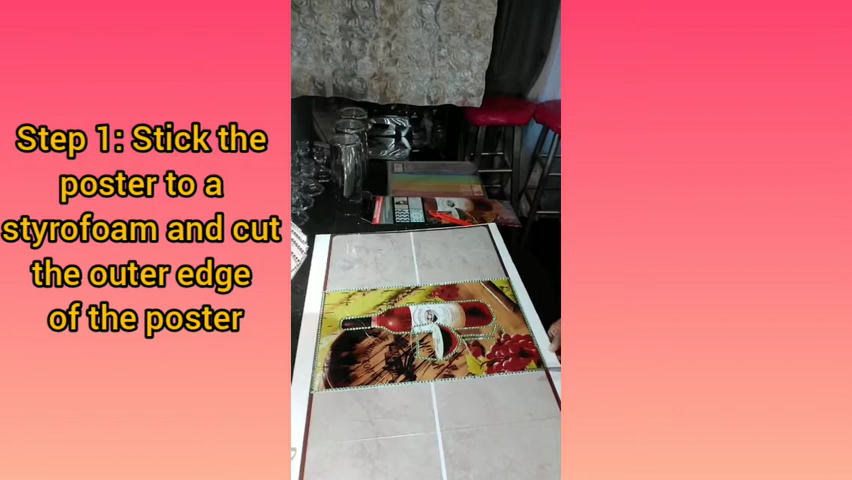 Step 1: Stick the
poster to a
styrofoam and cut
the outer edge
of the poster